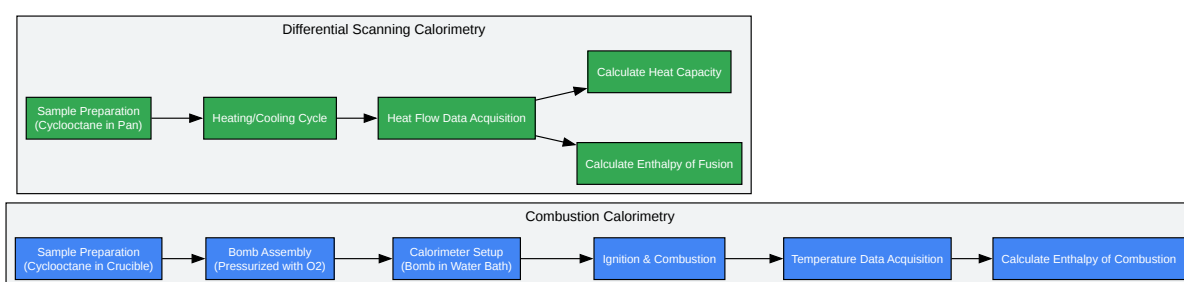 Differential Scanning Calorimetry
Calculate Heat Capacity
Sample Preparation
(Cyclooctane in Pan)
Heating/Cooling Cycle
Heat Flow Data Acquisition
Calculate Enthalpy of Fusion
Combustion Calorimetry
Sample Preparation
(Cyclooctane in Crucible)
Bomb Assembly
(Pressurized with O2)
Calorimeter Setup
(Bomb in Water Bath)
Ignition & Combustion
Temperature Data Acquisition
Calculate Enthalpy of Combustion